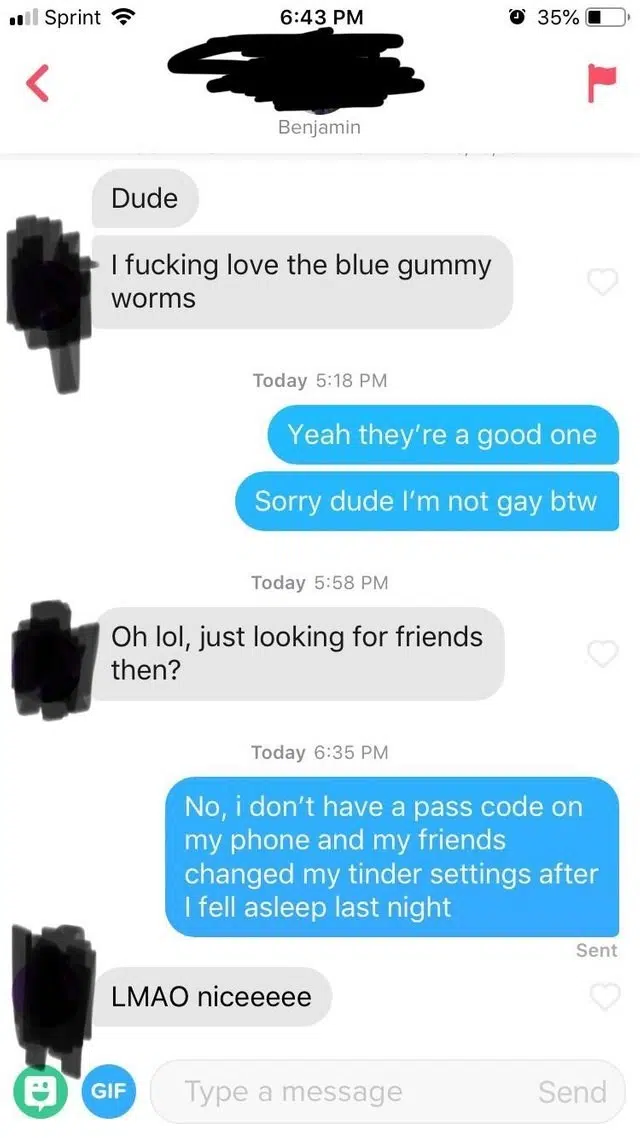 Sprint 6:43 PM 35%
Benjamin
Dude
I fucking love the blue gummy
worms
Today 5:18 PM
Yeah they’re a good one
Sorry dude I’m not gay btw
Today 5:58 PM
Oh lol, just looking for friends
then?
Today 6:35 PM
No, i don’t have a pass code on
my phone and my friends
changed my tinder settings after
I fell asleep last night
Sent
LMAO niceeeee
GIF Type a message Send